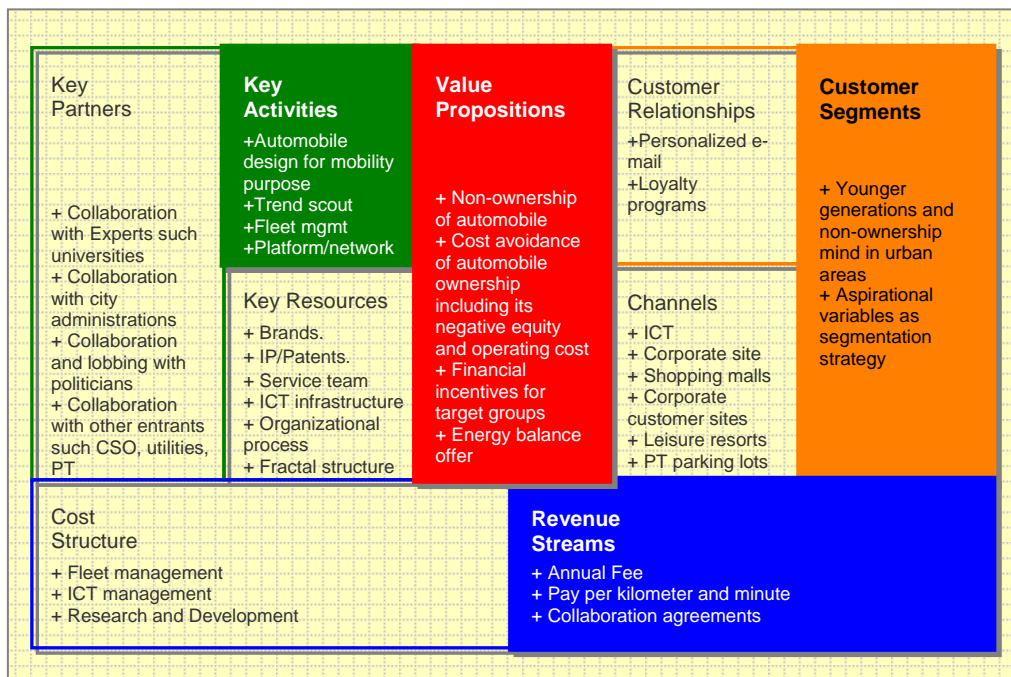 Key
Partners
+ Collaboration
with Experts such
universities
+ Collaboration
with city
administrations
+ Collaboration
and lobbing with
politicians
+ Collaboration
with other entrants
such CSO, utilities,
PT
Key
Activities
+Automobile
design for mobility
purpose
+Trend scout
+Fleet mgmt
+Platform/network
Key Resources
+ Brands.
+ IP/Patents.
+ Service team
+ ICT infrastructure
+ Organizational
process
+ Fractal structure
Value
Propositions
+ Non-ownership
of automobile
+ Cost avoidance
of automobile
ownership
including its
negative equity
and operating cost
+ Financial
incentives for
target groups
+ Energy balance
offer
Customer
Relationships
+Personalized e-
mail
+Loyalty
programs
Channels
+ ICT
+ Corporate site
+ Shopping malls
+ Corporate
customer sites
+ Leisure resorts
+ PT parking lots
Customer
Segments
+ Younger
generations and
non-ownership
mind in urban
areas
+ Aspirational
variables as
segmentation
strategy
Cost
Structure
+ Fleet management
+ ICT management
+ Research and Development
Revenue
Streams
+ Annual Fee
+ Pay per kilometer and minute
+ Collaboration agreements